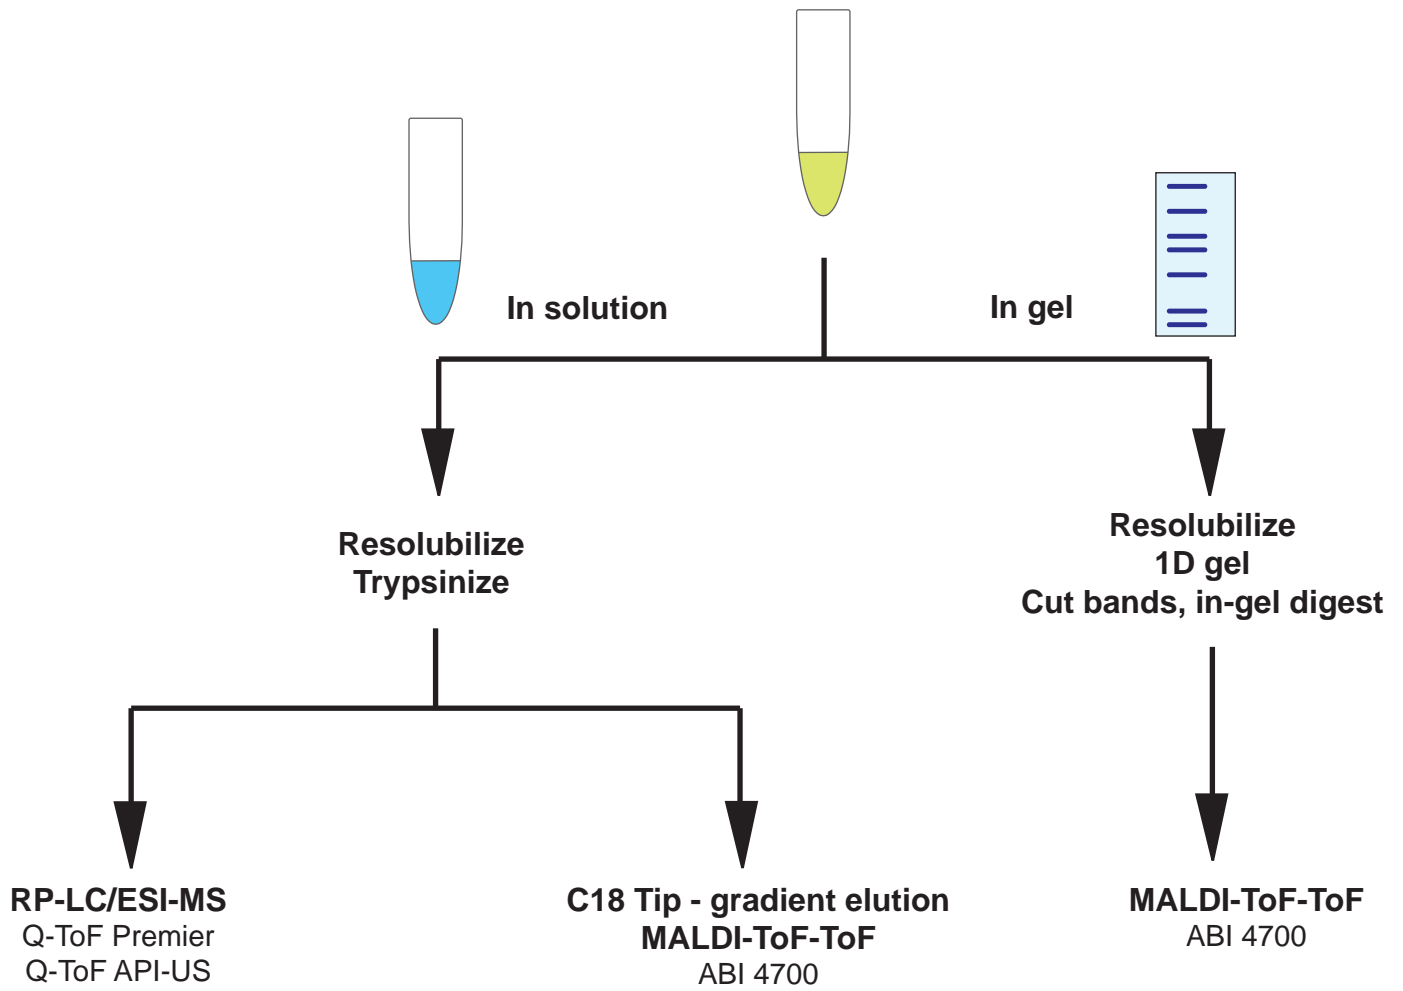 In solution
In gel
Resolubilize
Trypsinize
Resolubilize
1D gel
Cut bands, in-gel digest
RP-LC/ESI-MS
Q-ToF Premier
Q-ToF API-US
C18 Tip - gradient elution
MALDI-ToF-ToF
ABI 4700
MALDI-ToF-ToF
ABI 4700